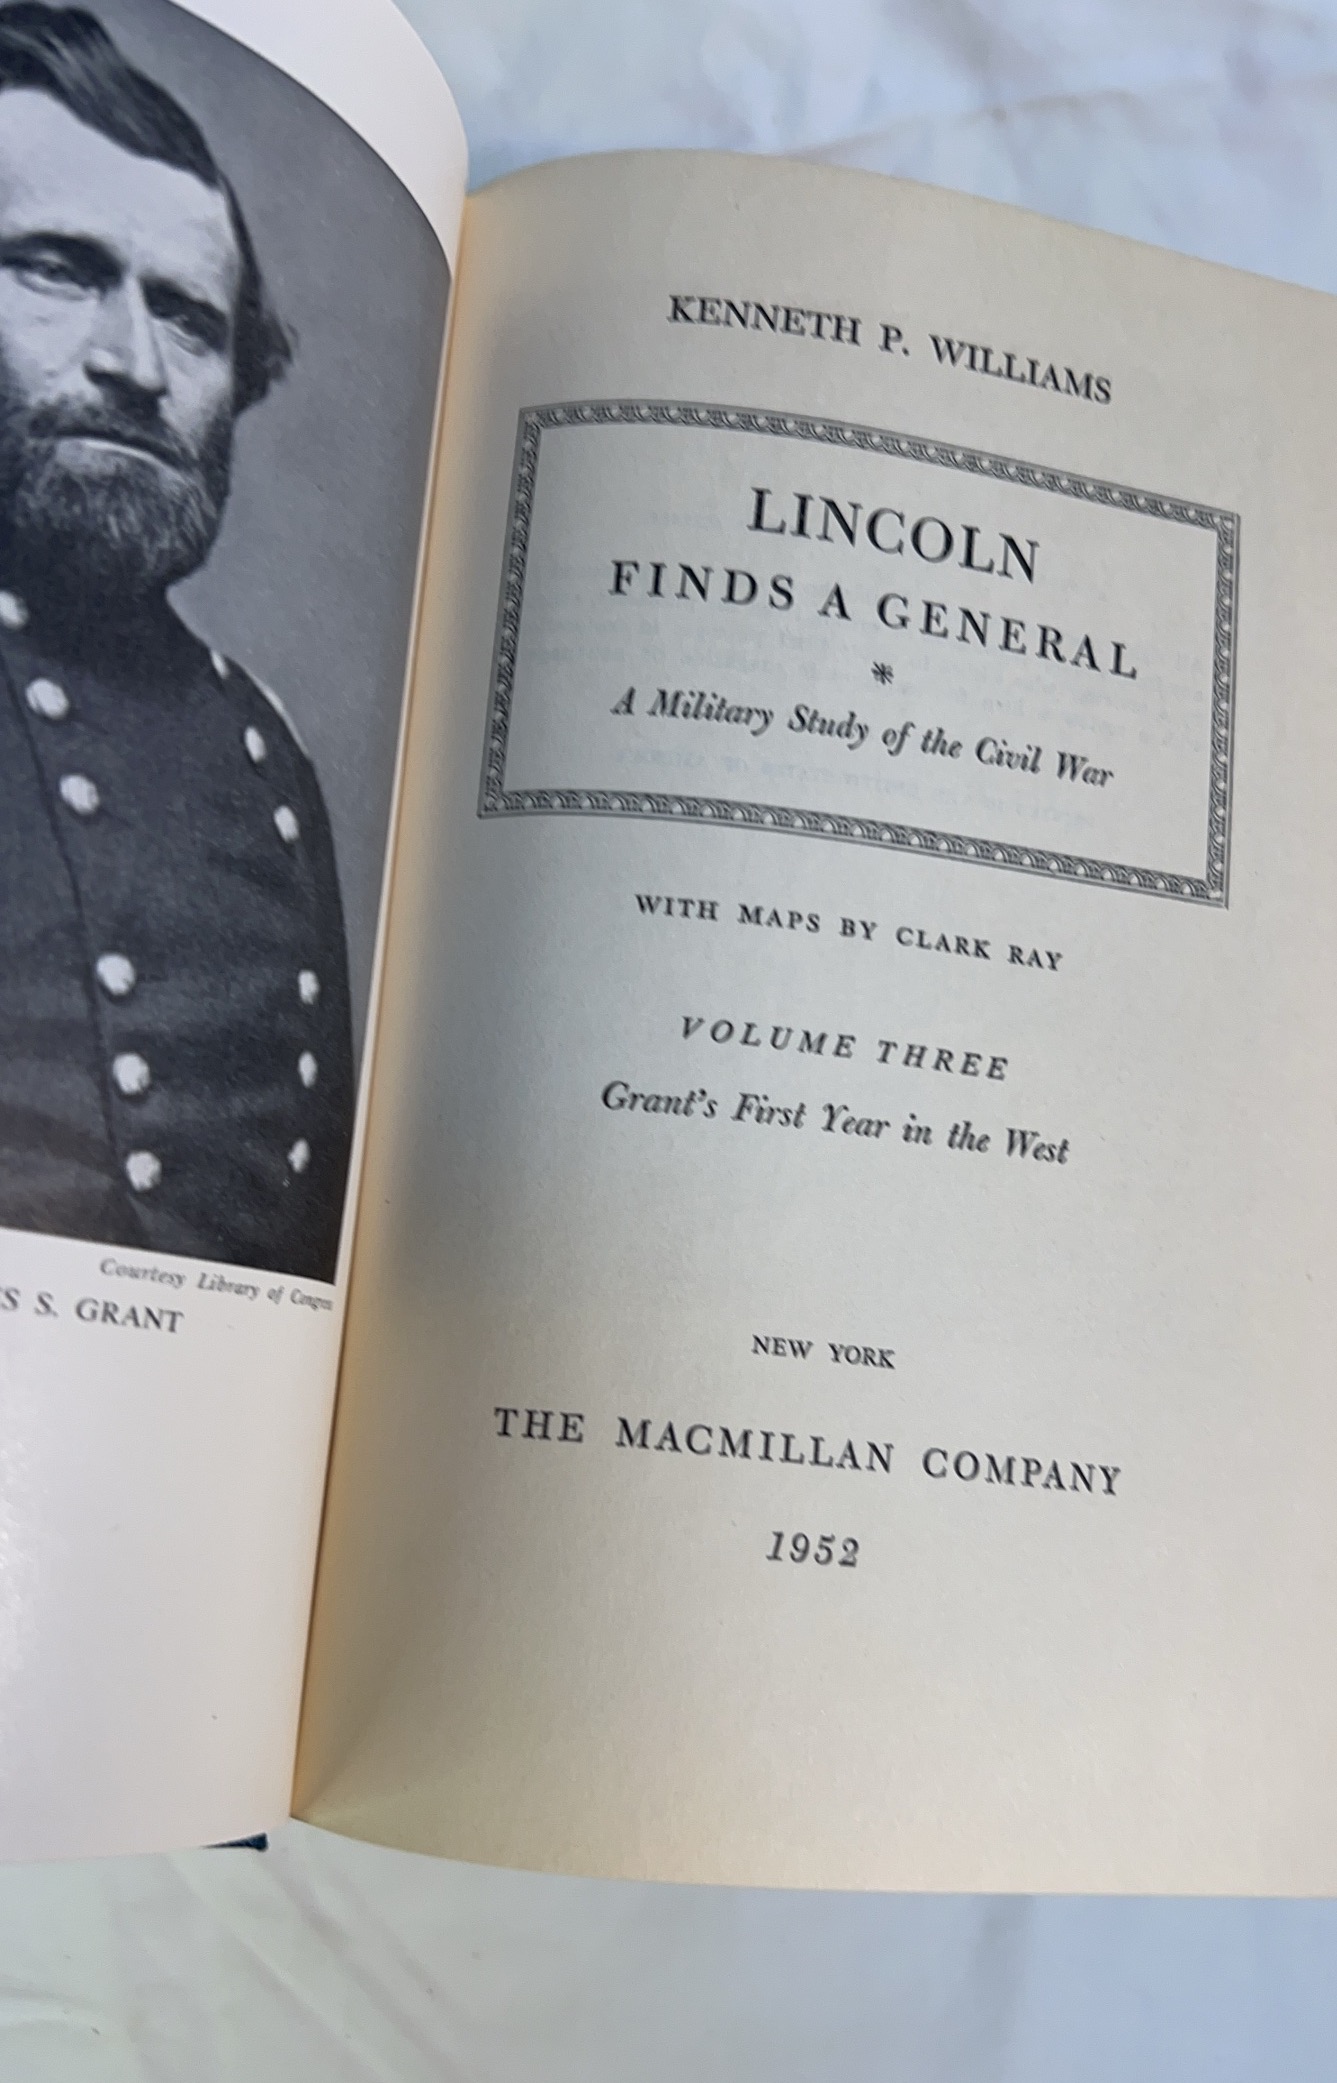 Courtesy Library of Congress
S S. GRANT
KENNETH P. WILLIAMS
LINCOLN
FINDS A GENERAL
*
A Military Study of the Civil War
WITH MAPS BY CLARK RAY
VOLUME THREE
Grant's First Year in the West
NEW YORK
THE MACMILLAN COMPANY
1952